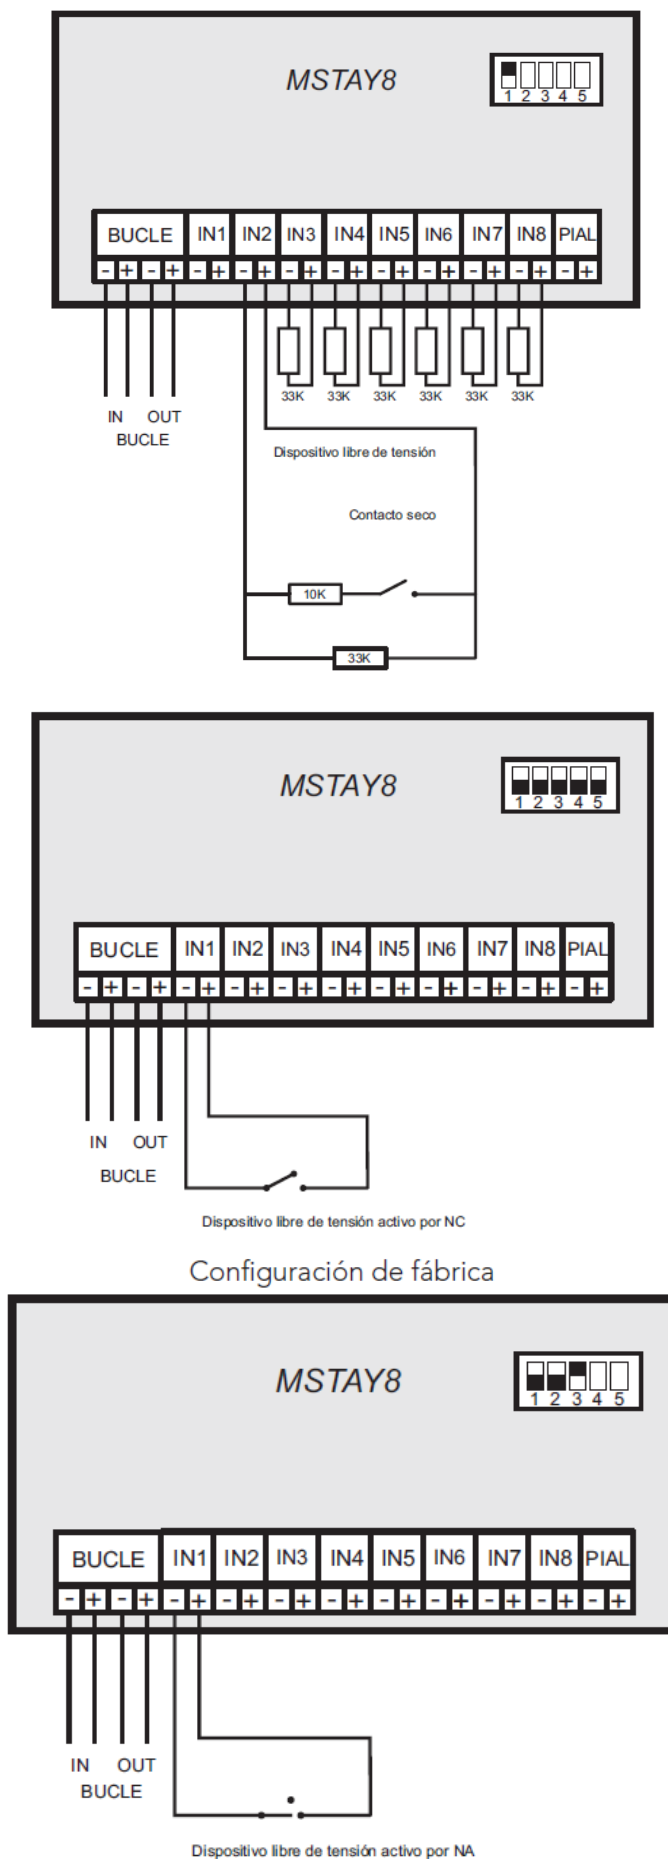 MSTAY8
1 2 3 4 5
BUCLE IN1 IN2 IN3 IN4 IN5 IN6 IN7 IN8 PIAL
- + - + - + - + - + - + - + - + - + - + - +
33K 33K 33K 33K 33K 33K
IN OUT
BUCLE
Dispositivo libre de tensión
Contacto seco
10K
33K
MSTAY8
1 2 3 4 5
BUCLE IN1 IN2 IN3 IN4 IN5 IN6 IN7 IN8 PIAL
- + - + - + - + - + - + - + - + - + - + - +
IN OUT
BUCLE
Dispositivo libre de tensión activo por NC
Configuración de fábrica
MSTAY8
1 2 3 4 5
BUCLE IN1 IN2 IN3 IN4 IN5 IN6 IN7 IN8 PIAL
- + - + - + - + - + - + - + - + - + - + - +
IN OUT
BUCLE
Dispositivo libre de tensión activo por NA